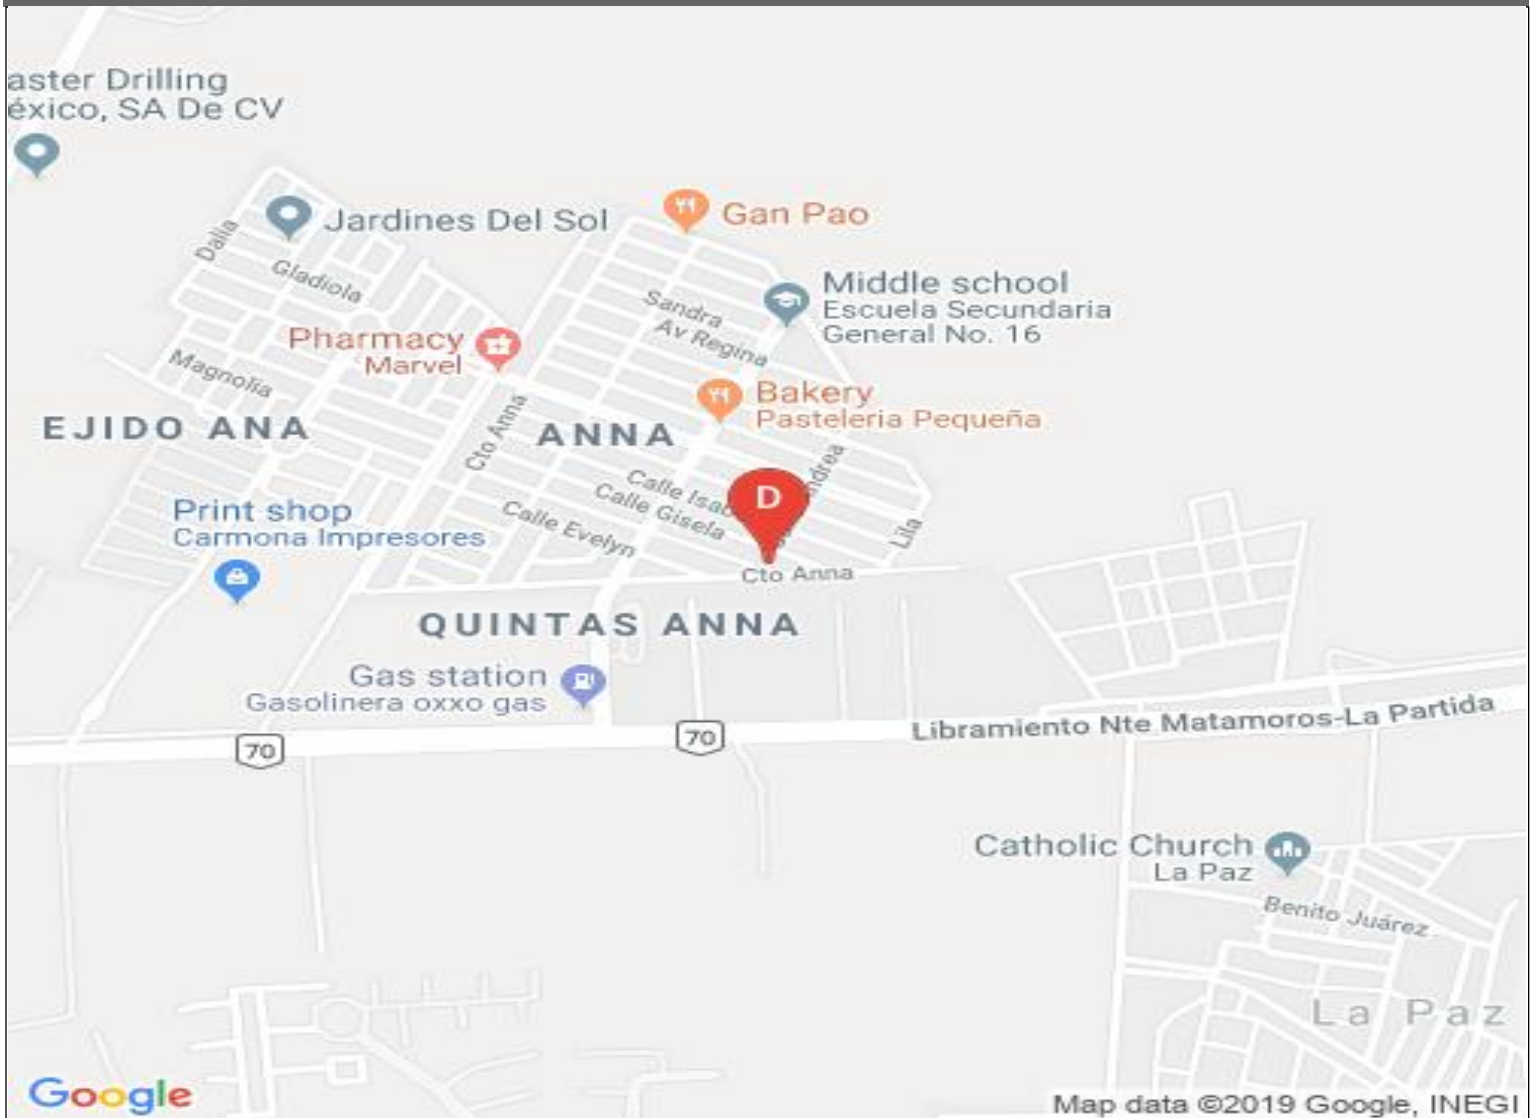 aster Drilling
éxico, SA De CV
Jardines Del Sol
Gan Pao
Dalia
Gladiola
Middle school
Escuela Secundaria
General No. 16
Sandra
Av Regina
Pharmacy
Marvel
Magnolia
Bakery
Pasteleria Pequeña
EJIDO ANA
Cto Anna
ANNA
ndrea
Calle Isab
Calle Gisela
D
Calle Evelyn
Lila
Print shop
Carmona Impresores
Cto Anna
QUINTAS ANNA
Gas station
Gasolinera oxxo gas
70
70
Libramiento Nte Matamoros-La Partida
Catholic Church
La Paz
Benito Juárez
La Paz
Google
Map data ©2019 Google, INEGI